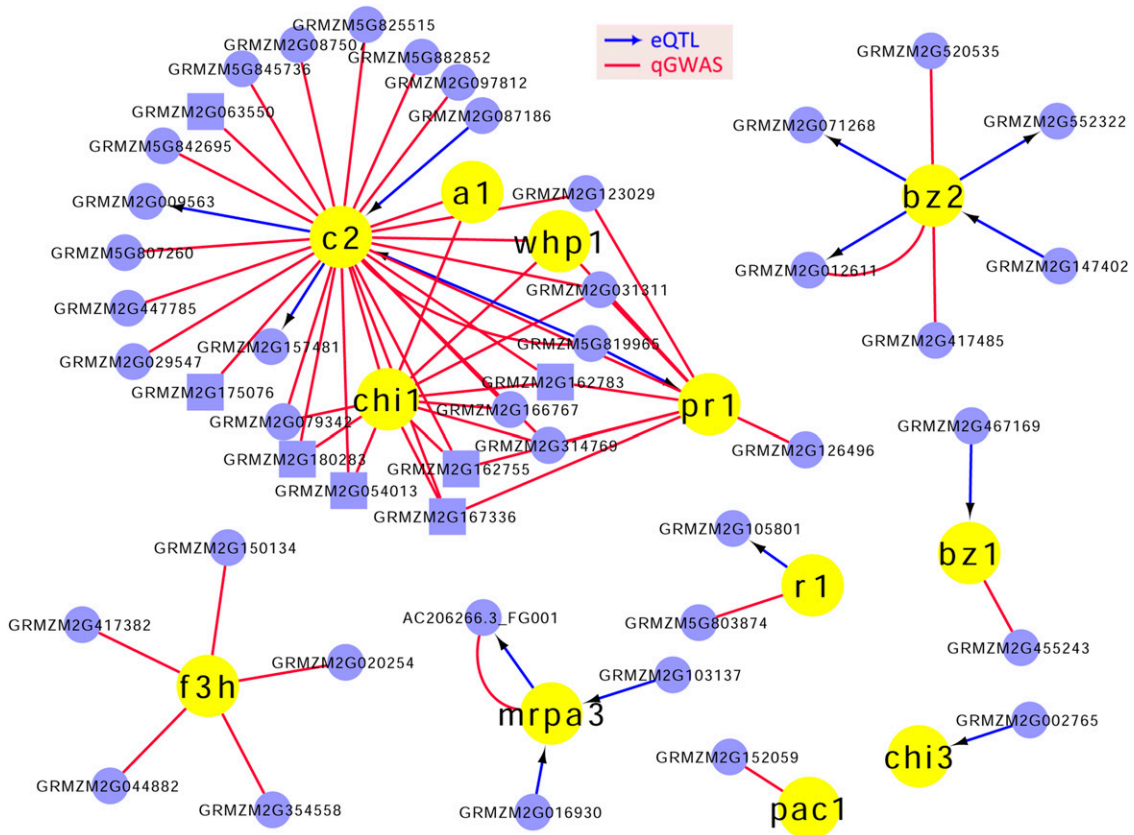 GRMZM5G825515
GRMZM2G08750
GRMZM5G882852
GRMZM5G845736
GRMZM2G097812
GRMZM2G063550
GRMZM2G087186
GRMZM5G842695
eQTL
qGWAS
GRMZM2G520535
GRMZM2G071268
GRMZM2G552322
bz2
GRMZM2G012611
GRMZM2G147402
GRMZM2G417485
a1
GRMZM2G123029
GRMZM2G009563
c2
whp1
GRMZM5G807260
GRMZM2G031311
GRMZM2G447785
GRMZM2G157481
GRMZM5G819965
GRMZM2G029547
GRMZM2G175076
GRMZM2G162783
chi1
pr1
GRMZM2G166767
GRMZM2G079342
GRMZM2G314769
GRMZM2G126496
GRMZM2G180283
GRMZM2G162755
GRMZM2G054013
GRMZM2G167336
GRMZM2G467169
bz1
GRMZM2G455243
GRMZM2G105801
r1
GRMZM5G803874
GRMZM2G150134
GRMZM2G417382
GRMZM2G020254
f3h
GRMZM2G044882
GRMZM2G354558
AC206266.3_FG001
GRMZM2G103137
mrpa3
GRMZM2G016930
GRMZM2G002765
chi3
GRMZM2G152059
pac1